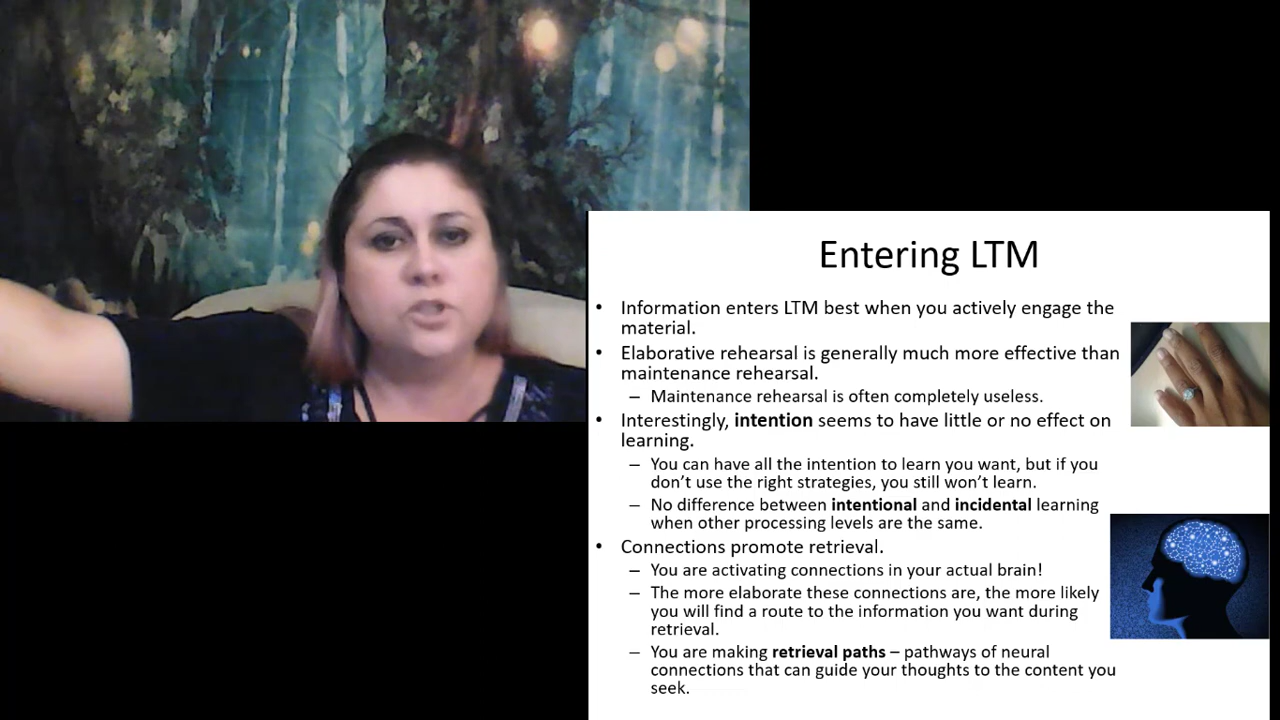 Entering LTM
• Information enters LTM best when you actively engage the
material.
• Elaborative rehearsal is generally much more effective than
maintenance rehearsal.
– Maintenance rehearsal is often completely useless.
• Interestingly, intention seems to have little or no effect on
learning.
– You can have all the intention to learn you want, but if you
don’t use the right strategies, you still won’t learn.
– No difference between intentional and incidental learning
when other processing levels are the same.
• Connections promote retrieval.
– You are activating connections in your actual brain!
– The more elaborate these connections are, the more likely
you will find a route to the information you want during
retrieval.
– You are making retrieval paths – pathways of neural
connections that can guide your thoughts to the content you
seek.